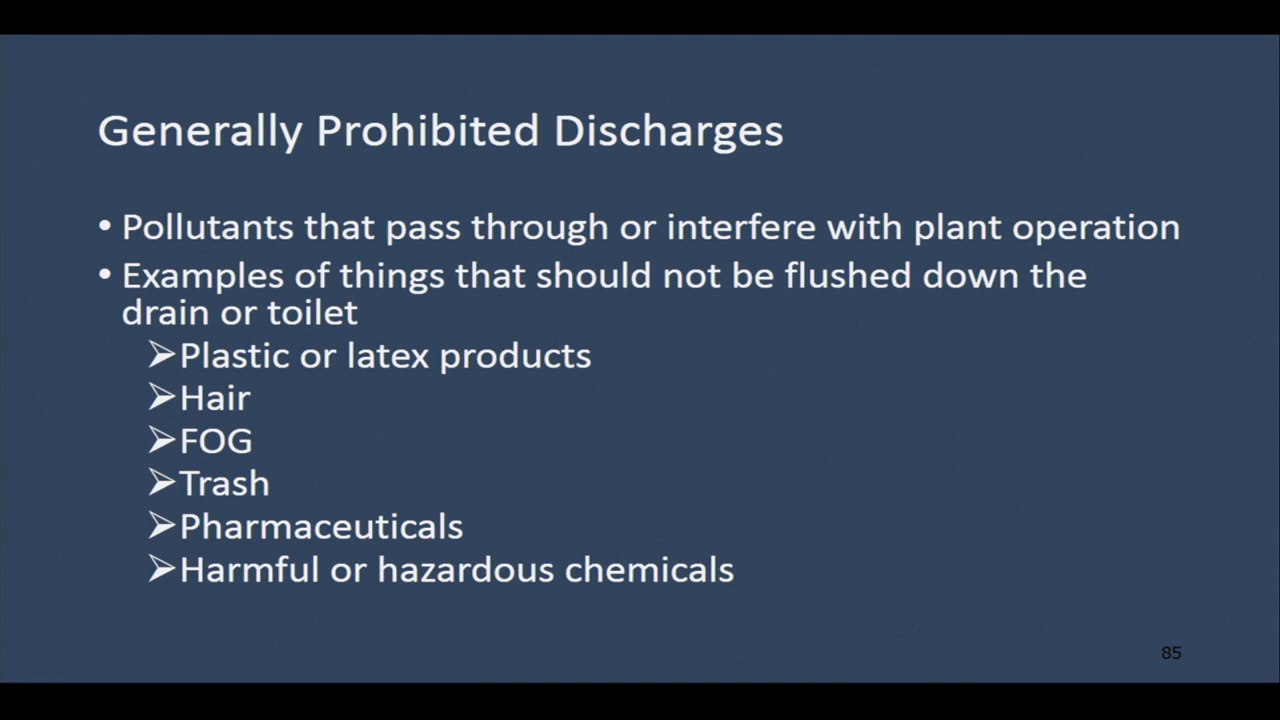 Generally Prohibited Discharges
• Pollutants that pass through or interfere with plant operation
• Examples of things that should not be flushed down the
drain or toilet
➢Plastic or latex products
➢Hair
➢FOG
➢Trash
➢Pharmaceuticals
➢Harmful or hazardous chemicals
85